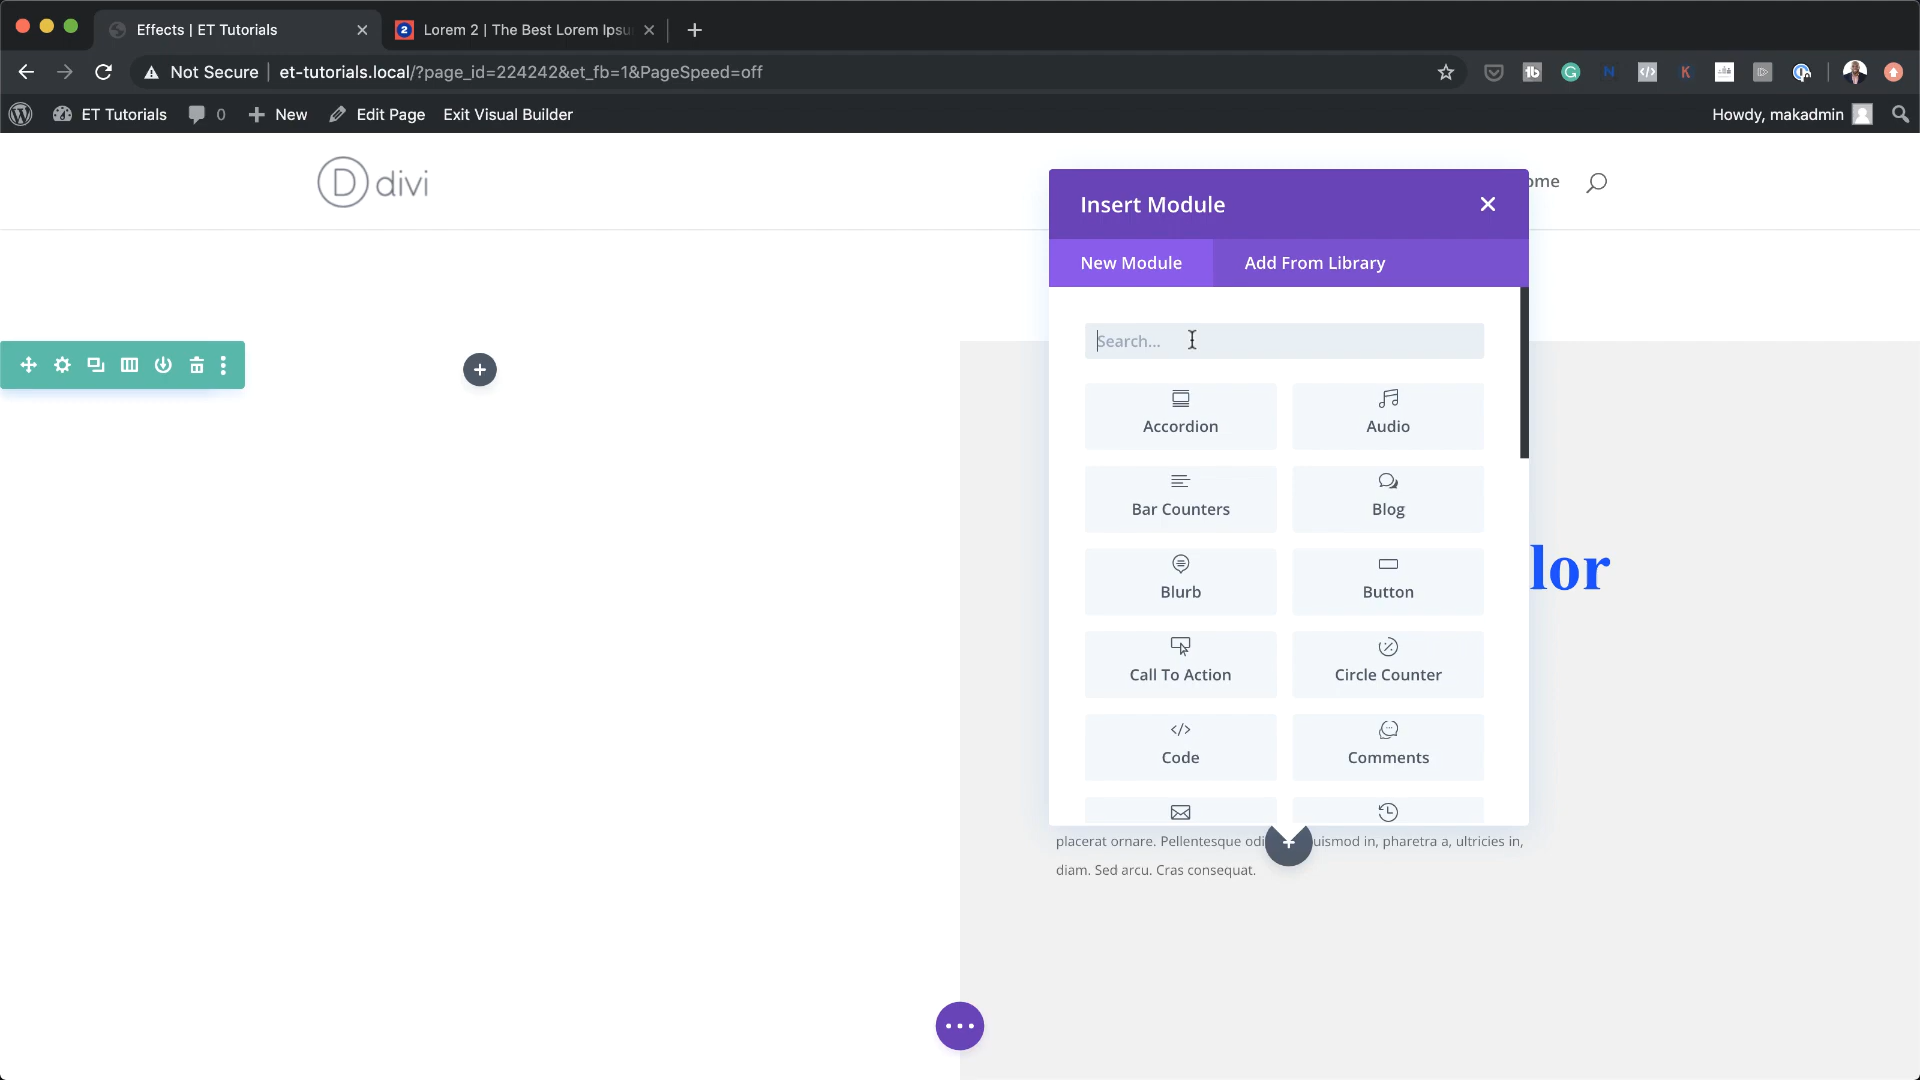 Effects | ET Tutorials
Lorem 2 | The Best Lorem Ipsu
Not Secure | et-tutorials.local/?page_id=224242&et_fb=1&PageSpeed=off
ET Tutorials 0 New Edit Page Exit Visual Builder Howdy, makadmin
D divi
ome
Insert Module
New Module Add From Library
Search...
Accordion Audio
Bar Counters Blog
Blurb Button
lor
Call To Action Circle Counter
Code Comments
placerat ornare. Pellentesque odi uismod in, pharetra a, ultricies in,
diam. Sed arcu. Cras consequat.